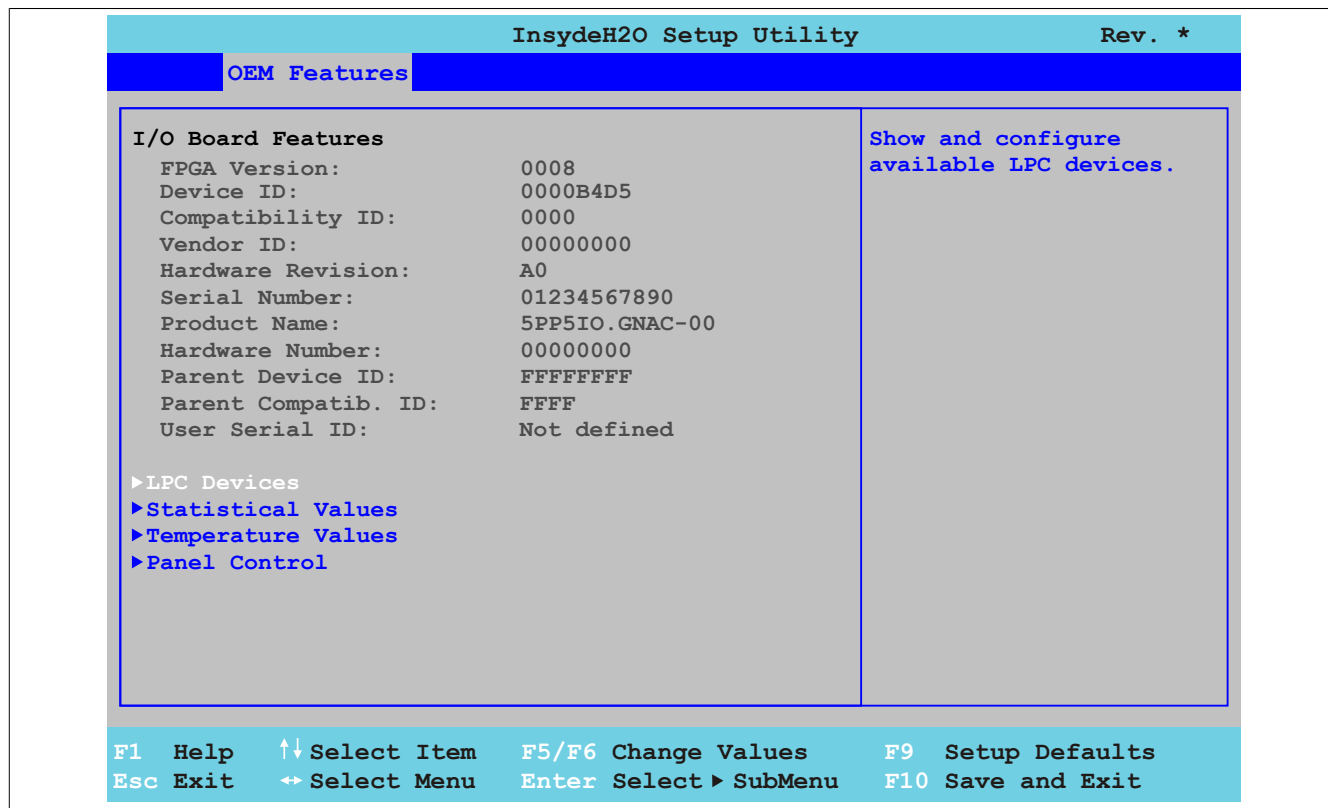 InsydeH2O Setup Utility Rev. *
OEM Features
I/O Board Features
FPGA Version: 0008
Device ID: 0000B4D5
Compatibility ID: 0000
Vendor ID: 00000000
Hardware Revision: A0
Serial Number: 01234567890
Product Name: 5PP5IO.GNAC-00
Hardware Number: 00000000
Parent Device ID: FFFFFFFF
Parent Compatib. ID: FFFF
User Serial ID: Not defined
▶LPC Devices
▶Statistical Values
▶Temperature Values
▶Panel Control
Show and configure
available LPC devices.
F1 Help ↑↓ Select Item F5/F6 Change Values F9 Setup Defaults
Esc Exit ↔ Select Menu Enter Select ▶ SubMenu F10 Save and Exit